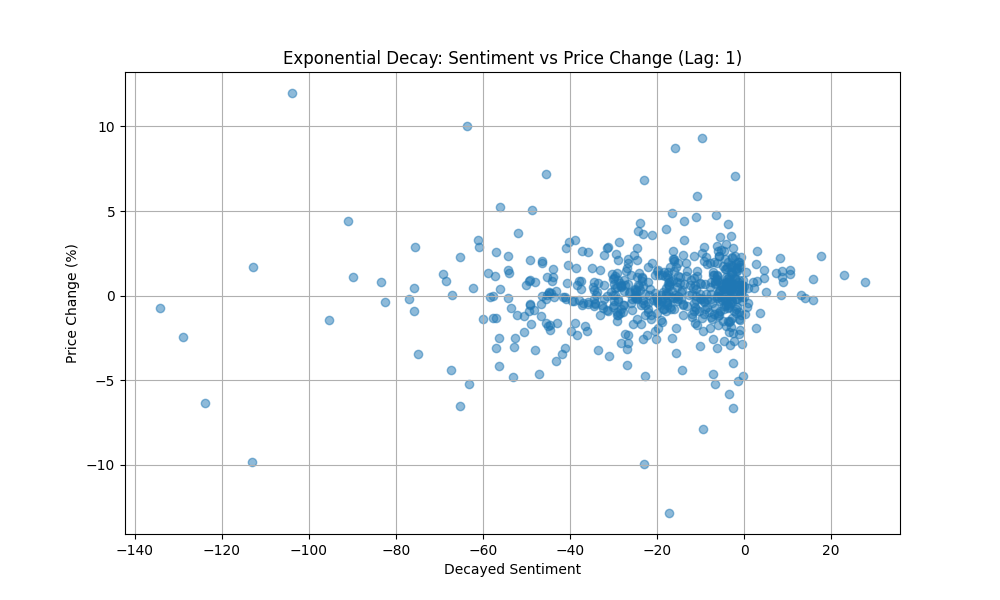 Exponential Decay: Sentiment vs Price Change (Lag: 1)
Price Change (%)
10
5
0
−5
−10
−140 −120 −100 −80 −60 −40 −20 0 20
Decayed Sentiment